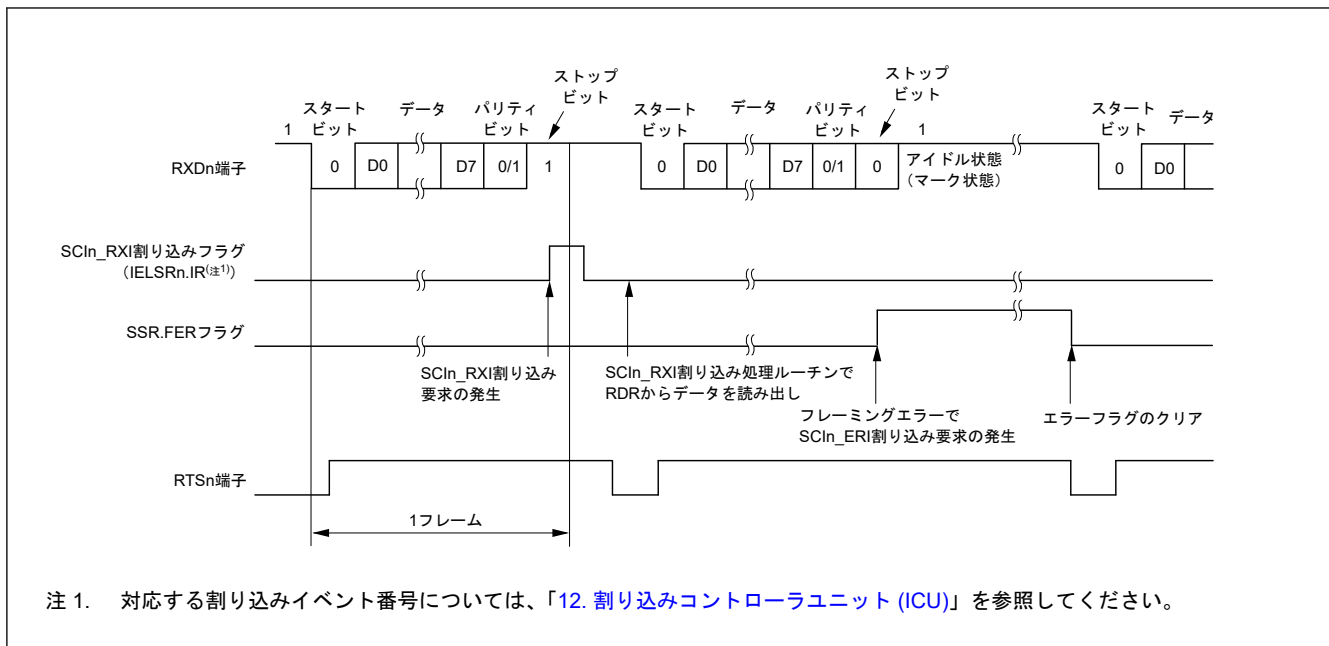 ストップ
ビット
ストップ
ビット
スタート
ビット
データ
パリティ
ビット
スタート
ビット
データ
パリティ
ビット
スタート
ビット
データ
1
1
RXDn端子
0
D0
D7
0/1
1
0
D0
D7
0/1
0
アイドル状態
(マーク状態)
0
D0
SCIn_RXI割り込みフラグ
(IELSRn.IR(注1))
SSR.FERフラグ
SCIn_RXI割り込み
要求の発生
SCIn_RXI割り込み処理ルーチンで
RDRからデータを読み出し
フレーミングエラーで
SCIn_ERI割り込み要求の発生
エラーフラグのクリア
RTSn端子
1フレーム
注 1. 対応する割り込みイベント番号については、「12. 割り込みコントローラユニット (ICU)」を参照してください。